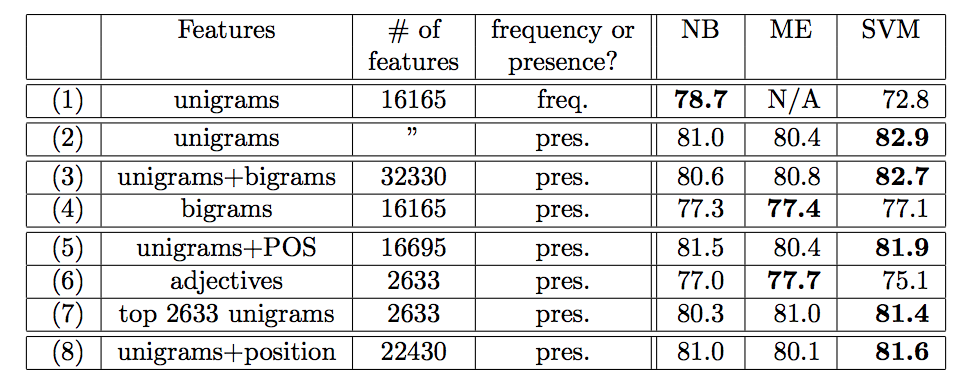 Features # of features frequency or presence? NB ME SVM
(1) unigrams 16165 freq. 78.7 N/A 72.8
(2) unigrams ” pres. 81.0 80.4 82.9
(3) unigrams+bigrams 32330 pres. 80.6 80.8 82.7
(4) bigrams 16165 pres. 77.3 77.4 77.1
(5) unigrams+POS 16695 pres. 81.5 80.4 81.9
(6) adjectives 2633 pres. 77.0 77.7 75.1
(7) top 2633 unigrams 2633 pres. 80.3 81.0 81.4
(8) unigrams+position 22430 pres. 81.0 80.1 81.6